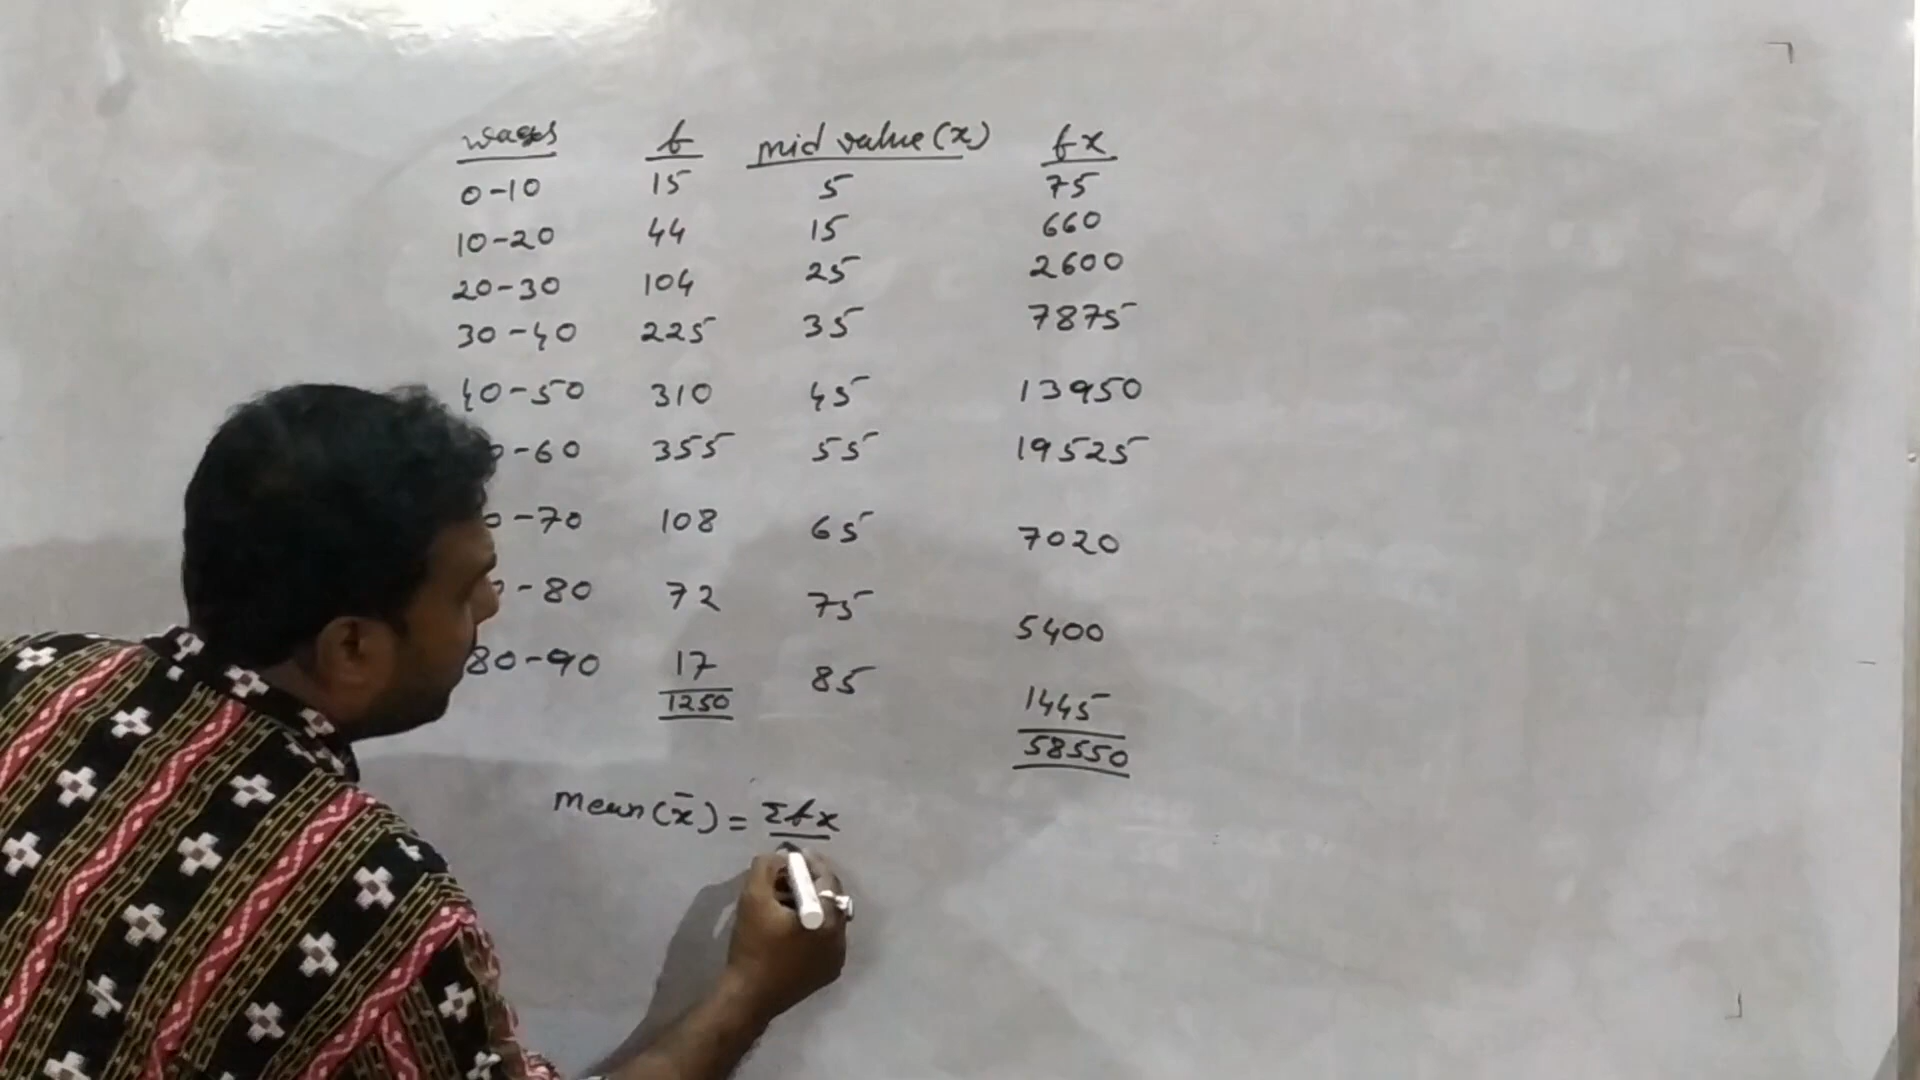 wages f mid value (x) fx
0-10 15 5 75
10-20 44 15 660
20-30 104 25 2600
30-40 225 35 7875
40-50 310 45 13950
-60 355 55 19525
0-70 108 65 7020
-80 72 75 5400
80-90 17 85 1445
1250 58550
Mean (x̄) = Σfx